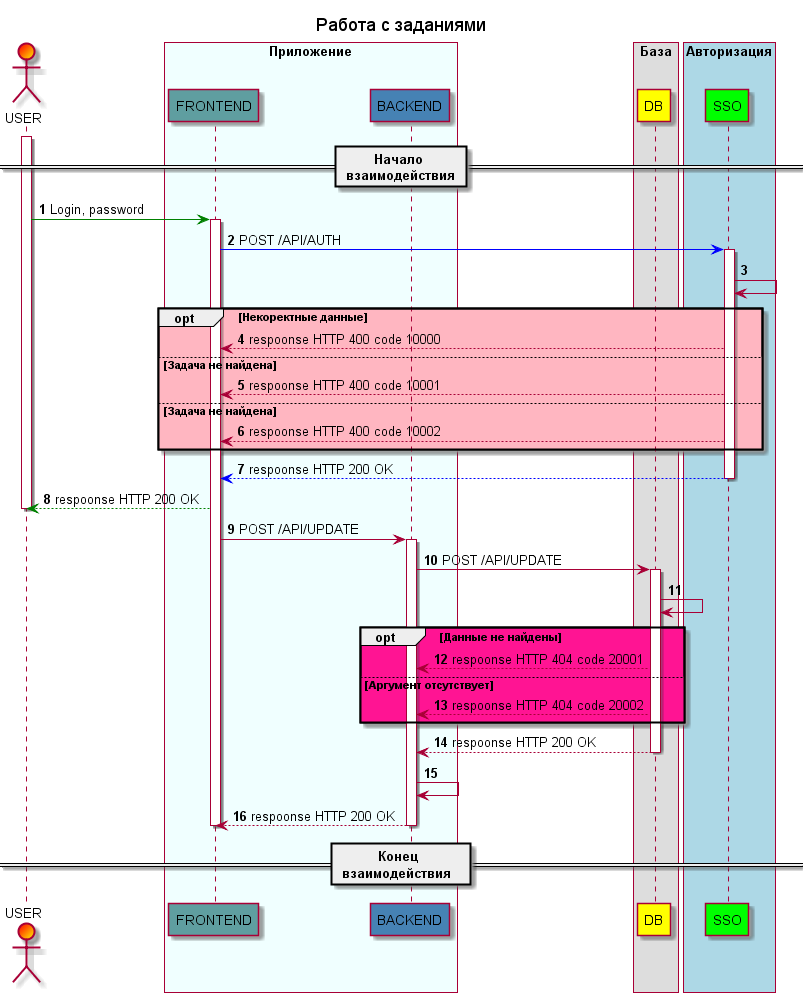 Работа с заданиями
Приложение
База
Авторизация
USER
FRONTEND
BACKEND
DB
SSO
Начало
взаимодействия
1 Login, password
2 POST /API/AUTH
3
opt [Некоректные данные]
4 respoonse HTTP 400 code 10000
[Задача не найдена]
5 respoonse HTTP 400 code 10001
[Задача не найдена]
6 respoonse HTTP 400 code 10002
7 respoonse HTTP 200 OK
8 respoonse HTTP 200 OK
9 POST /API/UPDATE
10 POST /API/UPDATE
11
opt [Данные не найдены]
12 respoonse HTTP 404 code 20001
[Аргумент отсутствует]
13 respoonse HTTP 404 code 20002
14 respoonse HTTP 200 OK
15
16 respoonse HTTP 200 OK
Конец
взаимодействия
USER
FRONTEND
BACKEND
DB
SSO